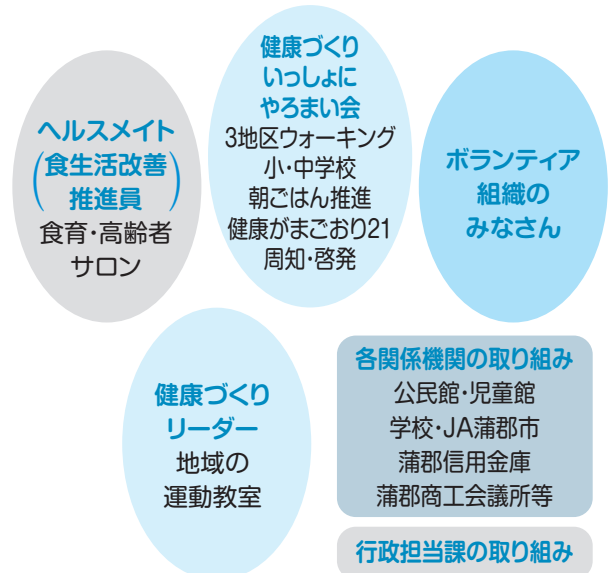 ヘルスメイト
(食生活改善
推進員)
食育・高齢者
サロン
健康づくり
いっしょに
やろまい会
3地区ウォーキング
小・中学校
朝ごはん推進
健康がまごおり21
周知・啓発
ボランティア
組織の
みなさん
健康づくり
リーダー
地域の
運動教室
各関係機関の取り組み
公民館・児童館
学校・JA蒲郡市
蒲郡信用金庫
蒲郡商工会議所等
行政担当課の取り組み